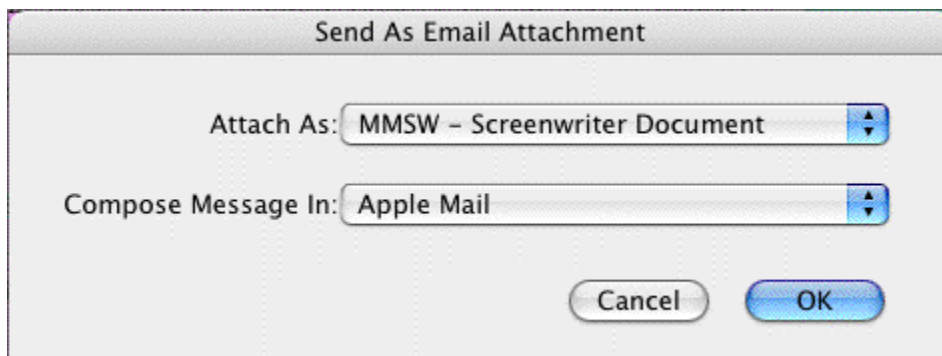 Send As Email Attachment
Attach As: MMSW – Screenwriter Document
Compose Message In: Apple Mail
Cancel OK